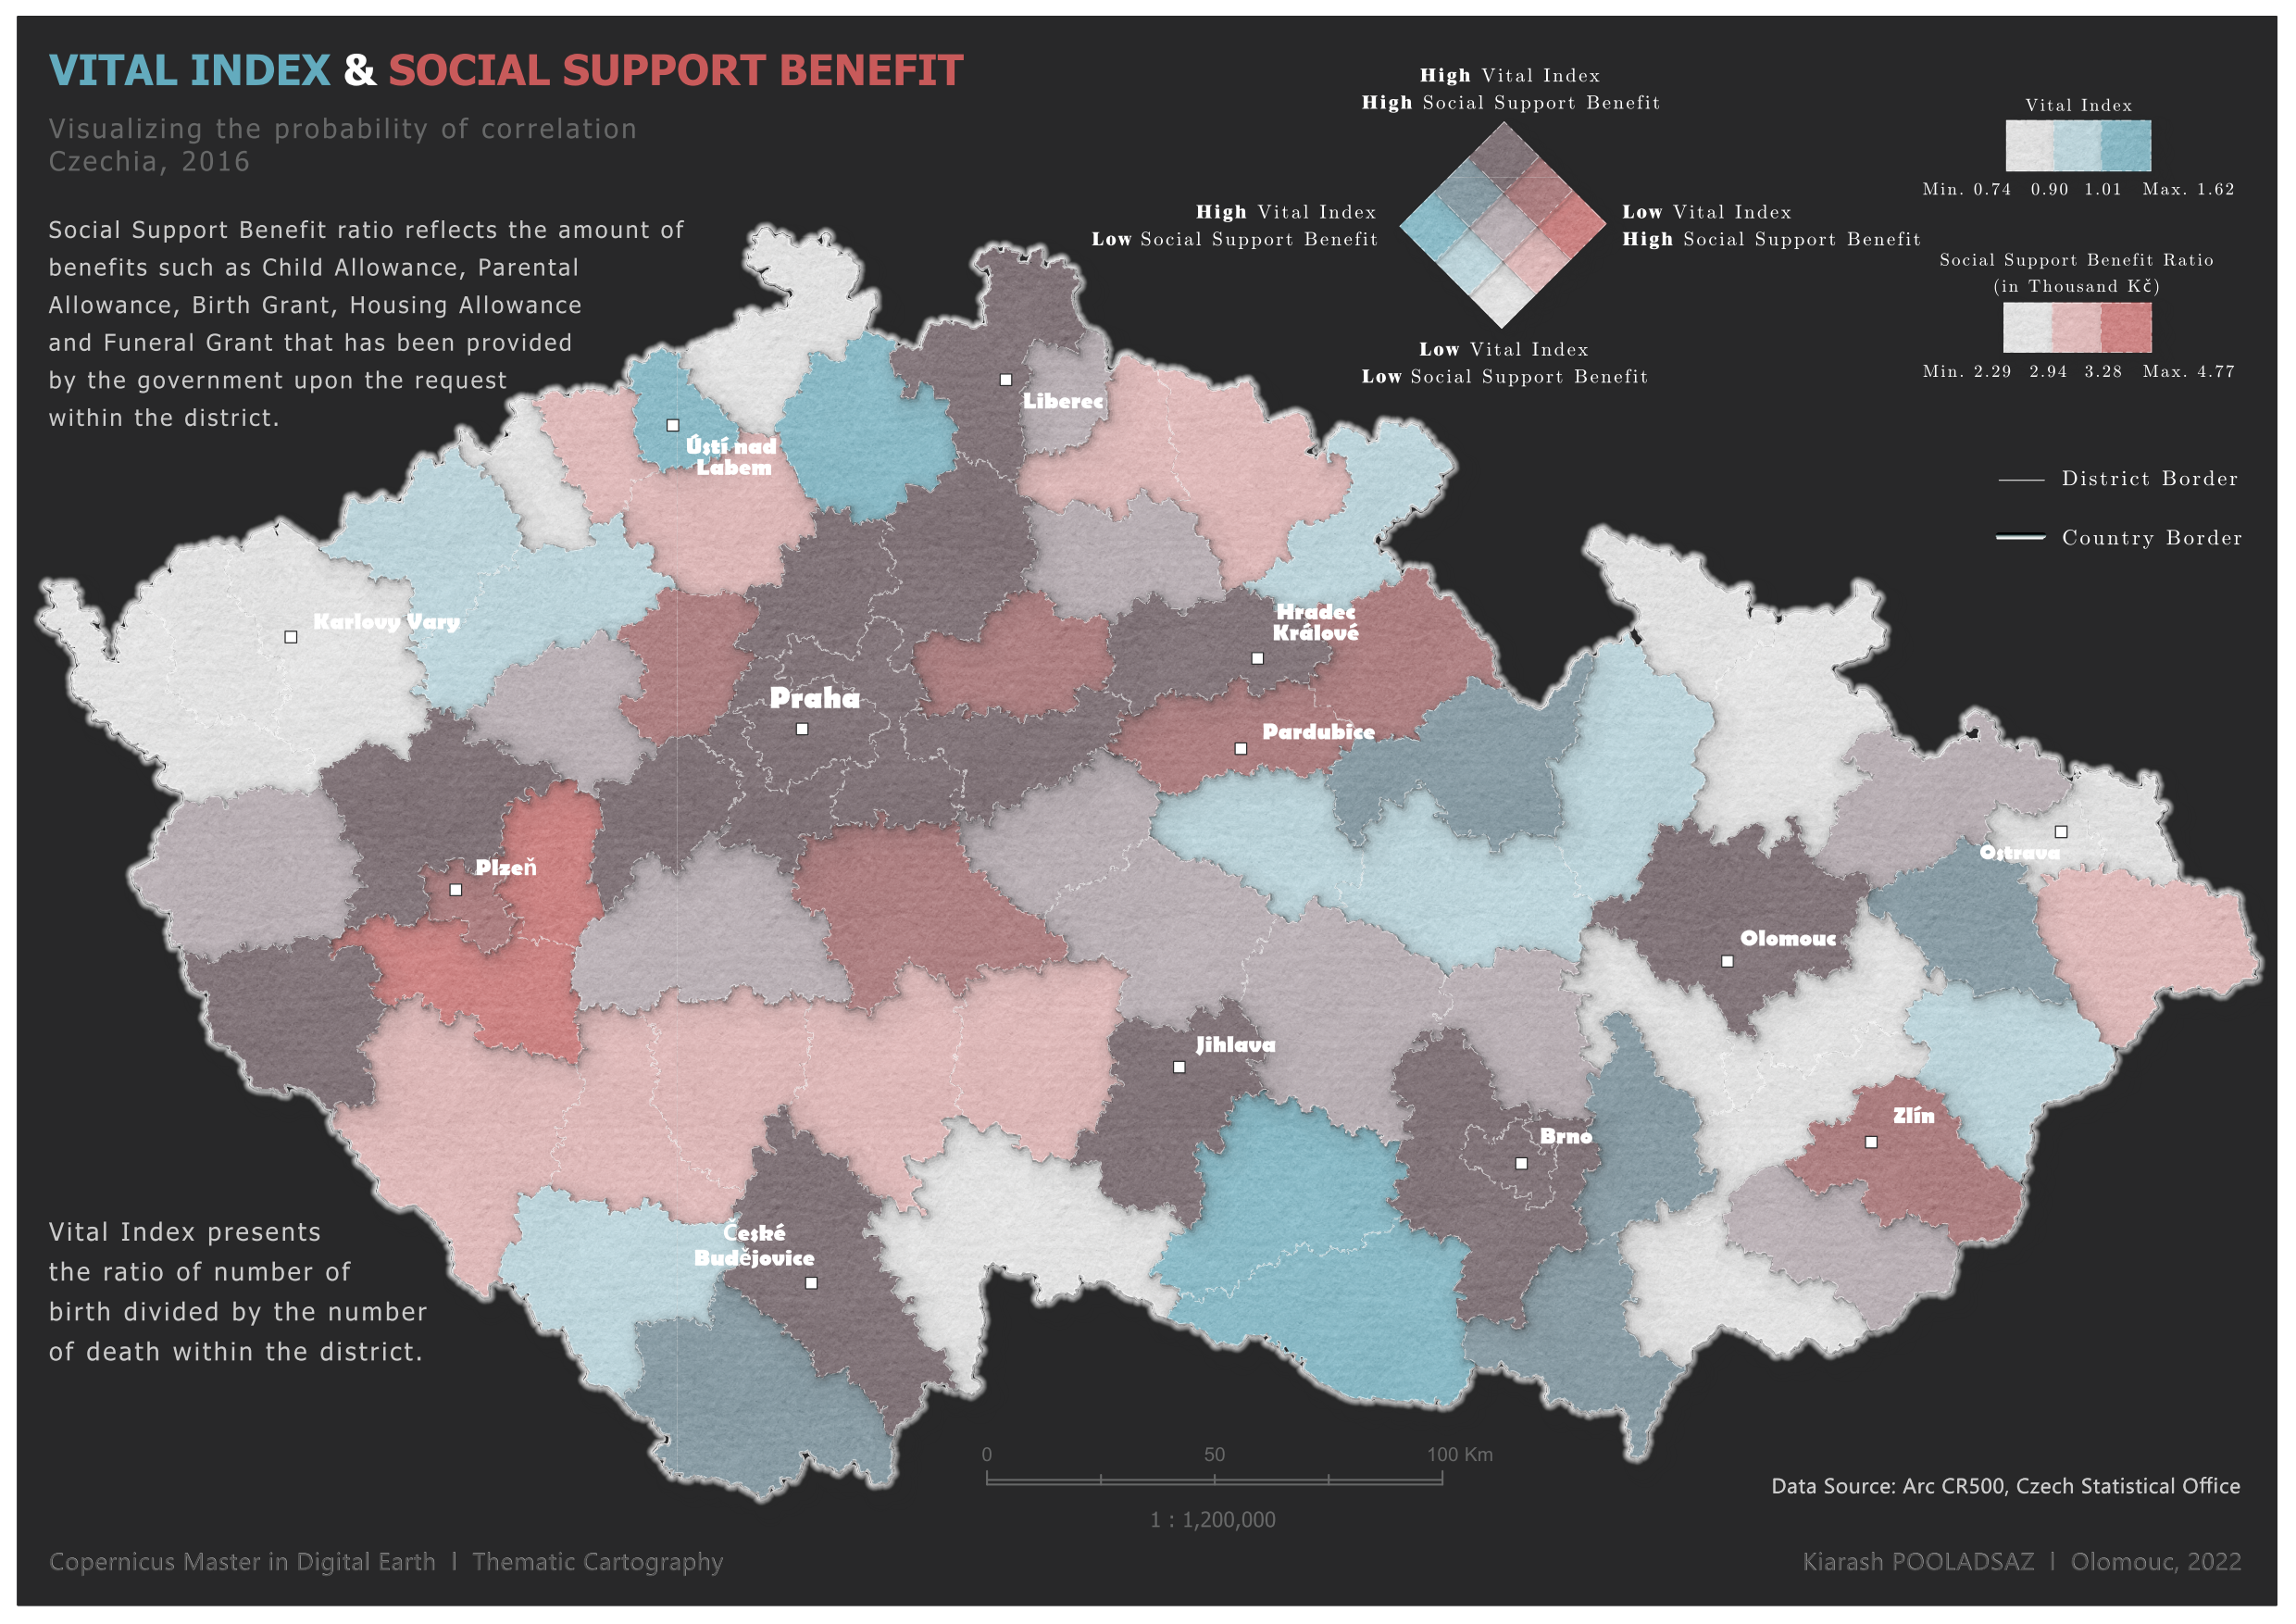 VITAL INDEX & SOCIAL SUPPORT BENEFIT
Visualizing the probability of correlation
Czechia, 2016
Social Support Benefit ratio reflects the amount of
benefits such as Child Allowance, Parental
Allowance, Birth Grant, Housing Allowance
and Funeral Grant that has been provided
by the government upon the request
within the district.
High Vital Index
High Social Support Benefit
High Vital Index
Low Social Support Benefit
Low Vital Index
High Social Support Benefit
Low Vital Index
Low Social Support Benefit
Vital Index
Min. 0.74 0.90 1.01 Max. 1.62
Social Support Benefit Ratio
(in Thousand Kč)
Min. 2.29 2.94 3.28 Max. 4.77
District Border
Country Border
Liberec
Ústí nad
Labem
Karlovy Vary
Hradec
Králové
Praha
Pardubice
Plzeň
Ostrava
Olomouc
Jihlava
Zlín
Brno
České
Budějovice
Vital Index presents
the ratio of number of
birth divided by the number
of death within the district.
0 50 100 Km
1 : 1,200,000
Data Source: Arc CR500, Czech Statistical Office
Copernicus Master in Digital Earth | Thematic Cartography
Kiarash POOLADSAZ | Olomouc, 2022